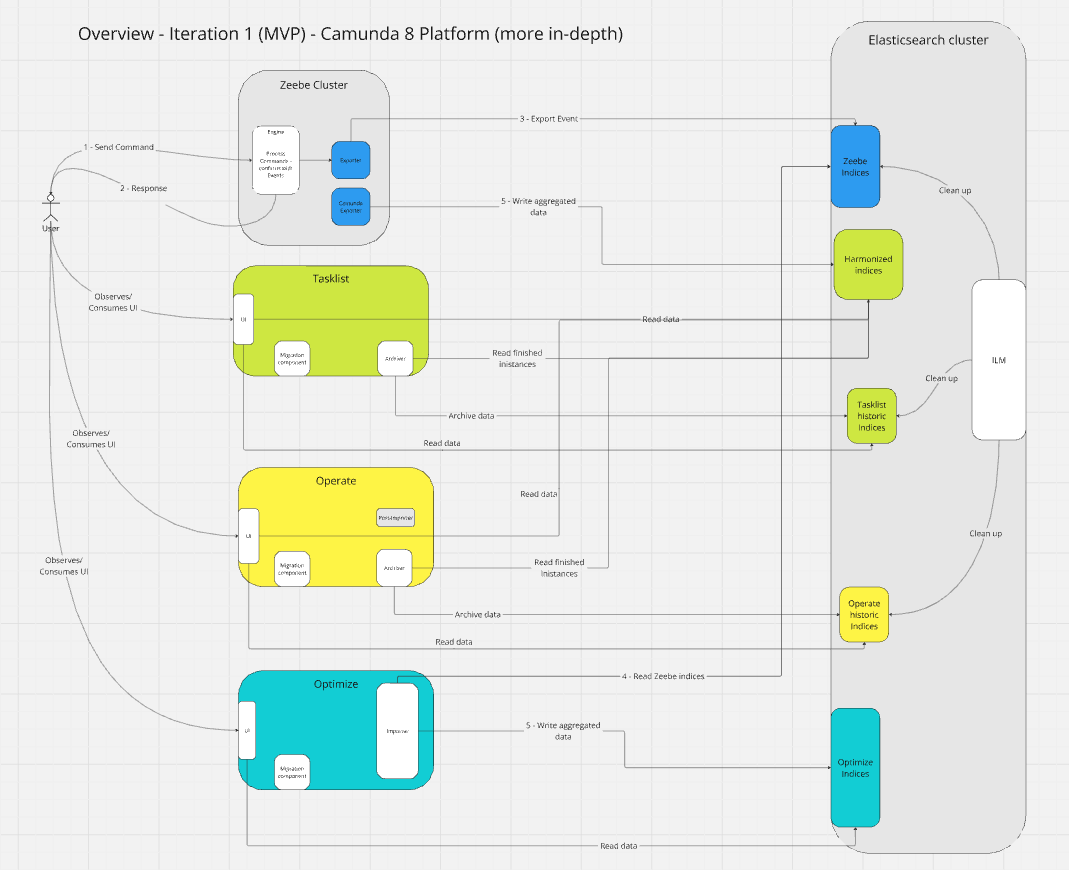 Overview - Iteration 1 (MVP) - Camunda 8 Platform (more in-depth)
Elasticsearch cluster
Zeebe Cluster
Engine
Process
Commands -
Events
Exporter
Camunda
Exporter
1 - Send Command
2 - Response
User
3 - Export Event
5 - Write aggregated
data
Zeebe
Indices
Clean up
Harmonized
indices
Tasklist
UI
Migration
component
Archiver
Observes/
Consumes UI
Read data
Read finished
inistances
Archive data
Read data
ILM
Clean up
Tasklist
historic
Indices
Observes/
Consumes UI
Operate
UI
Post-Importer
Migration
component
Archiver
Read data
Read finished
inistances
Archive data
Read data
Clean up
Operate
historic
Indices
Observes/
Consumes UI
Optimize
UI
Importer
Migration
component
4 - Read Zeebe indices
5 - Write aggregated
data
Read data
Optimize
Indices